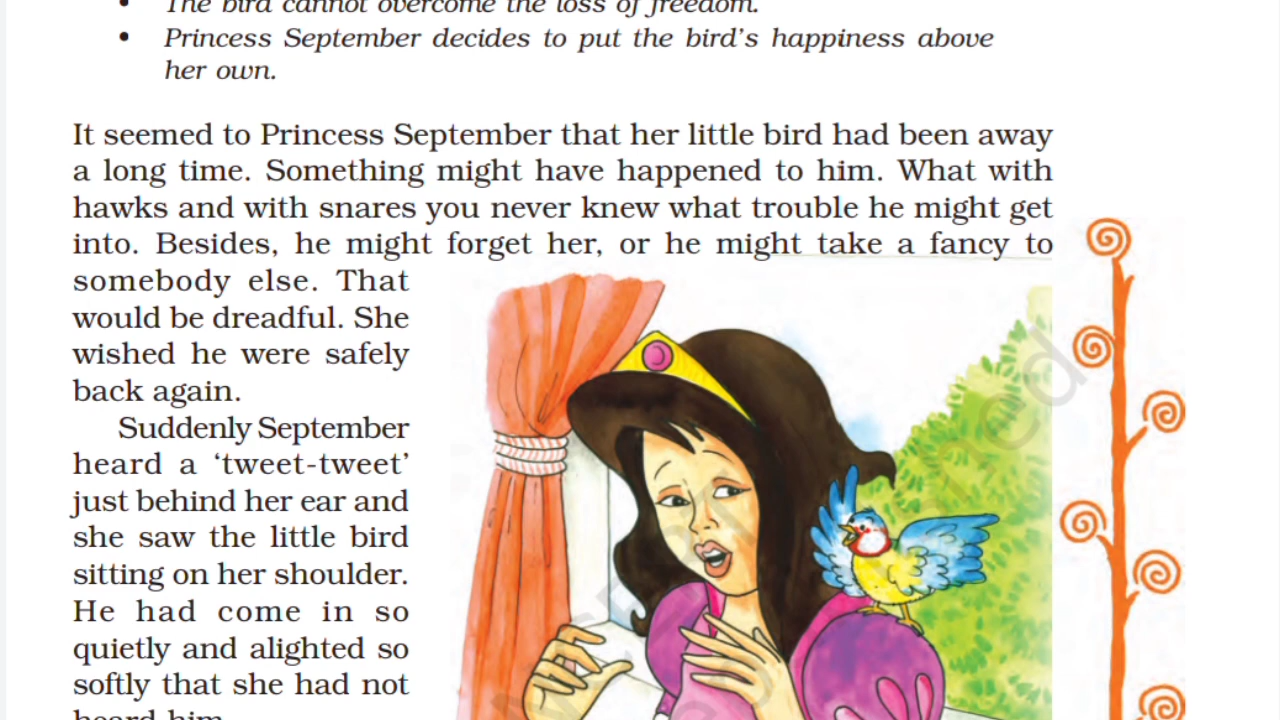 • The bird cannot overcome the loss of freedom.
• Princess September decides to put the bird's happiness above
her own.
It seemed to Princess September that her little bird had been away
a long time. Something might have happened to him. What with
hawks and with snares you never knew what trouble he might get
into. Besides, he might forget her, or he might take a fancy to
somebody else. That
would be dreadful. She
wished he were safely
back again.
Suddenly September
heard a ‘tweet-tweet’
just behind her ear and
she saw the little bird
sitting on her shoulder.
He had come in so
quietly and alighted so
softly that she had not
heard him.